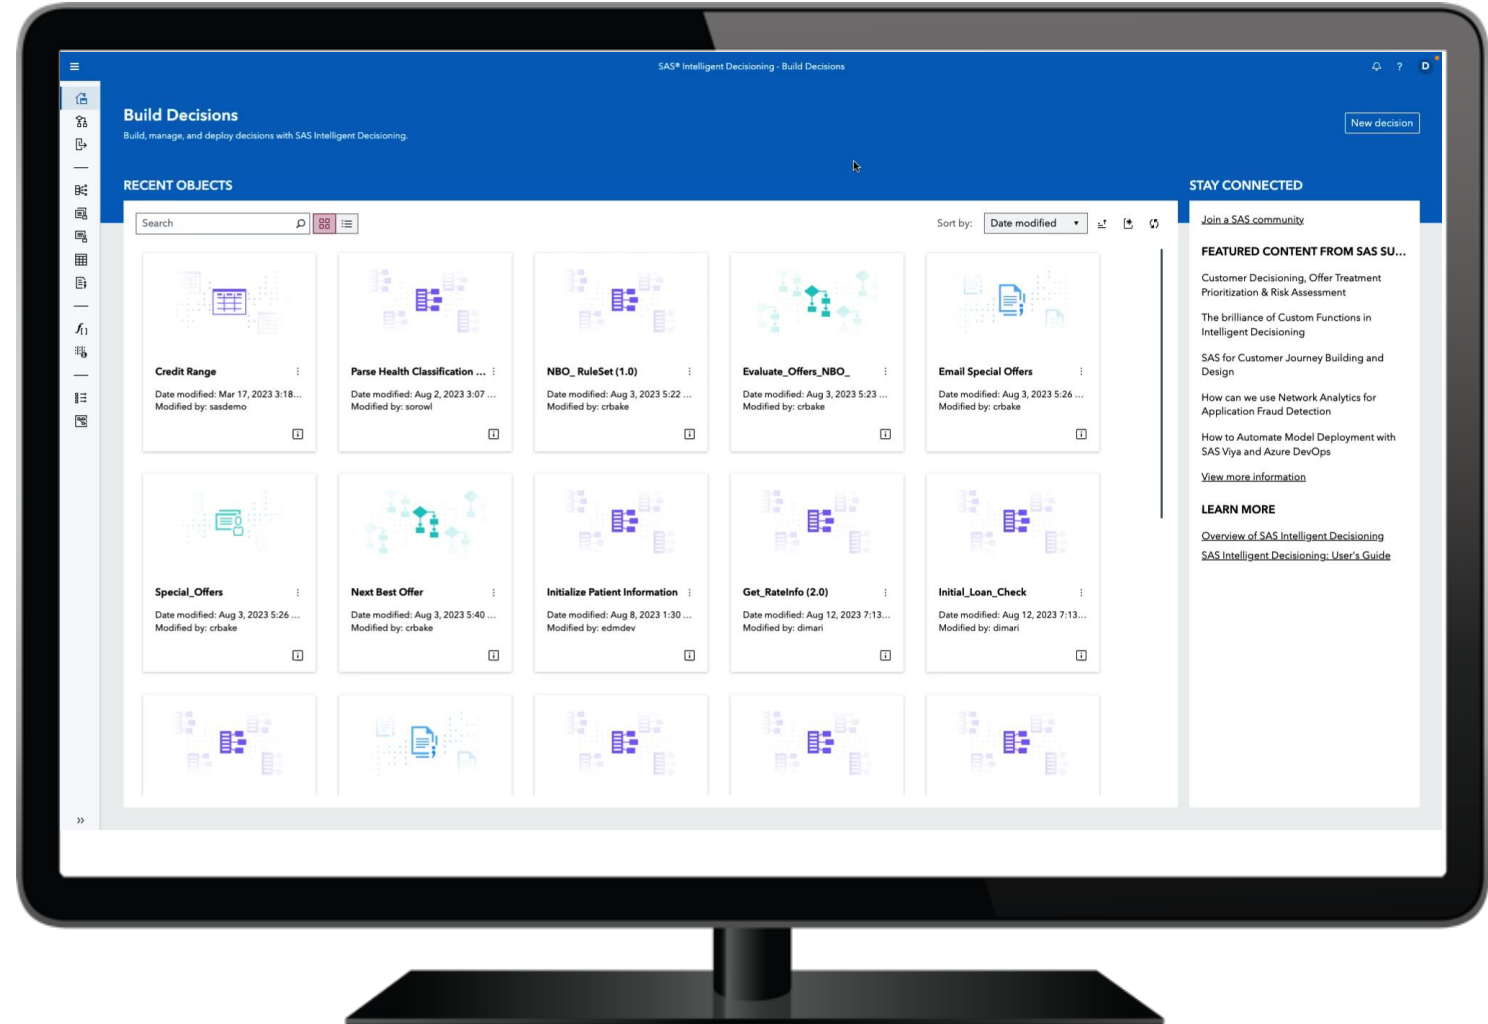 SAS® Intelligent Decisioning - Build Decisions
? D
Build Decisions
Build, manage, and deploy decisions with SAS Intelligent Decisioning.
New decision
RECENT OBJECTS
STAY CONNECTED
Search
Sort by: Date modified
Credit Range
Date modified: Mar 17, 2023 3:18...
Modified by: sasdemo
Parse Health Classification ...
Date modified: Aug 2, 2023 3:07 ...
Modified by: sorowl
NBO_ RuleSet (1.0)
Date modified: Aug 3, 2023 5:22 ...
Modified by: crbake
Evaluate_Offers_NBO_
Date modified: Aug 3, 2023 5:23 ...
Modified by: crbake
Email Special Offers
Date modified: Aug 3, 2023 5:26 ...
Modified by: crbake
Special_Offers
Date modified: Aug 3, 2023 5:26 ...
Modified by: crbake
Next Best Offer
Date modified: Aug 3, 2023 5:40 ...
Modified by: crbake
Initialize Patient Information
Date modified: Aug 8, 2023 1:30 ...
Modified by: edmdev
Get_RateInfo (2.0)
Date modified: Aug 12, 2023 7:13...
Modified by: dimari
Initial_Loan_Check
Date modified: Aug 12, 2023 7:13...
Modified by: dimari
Join a SAS community
FEATURED CONTENT FROM SAS SU...
Customer Decisioning, Offer Treatment
Prioritization & Risk Assessment
The brilliance of Custom Functions in
Intelligent Decisioning
SAS for Customer Journey Building and
Design
How can we use Network Analytics for
Application Fraud Detection
How to Automate Model Deployment with
SAS Viya and Azure DevOps
View more information
LEARN MORE
Overview of SAS Intelligent Decisioning
SAS Intelligent Decisioning: User's Guide